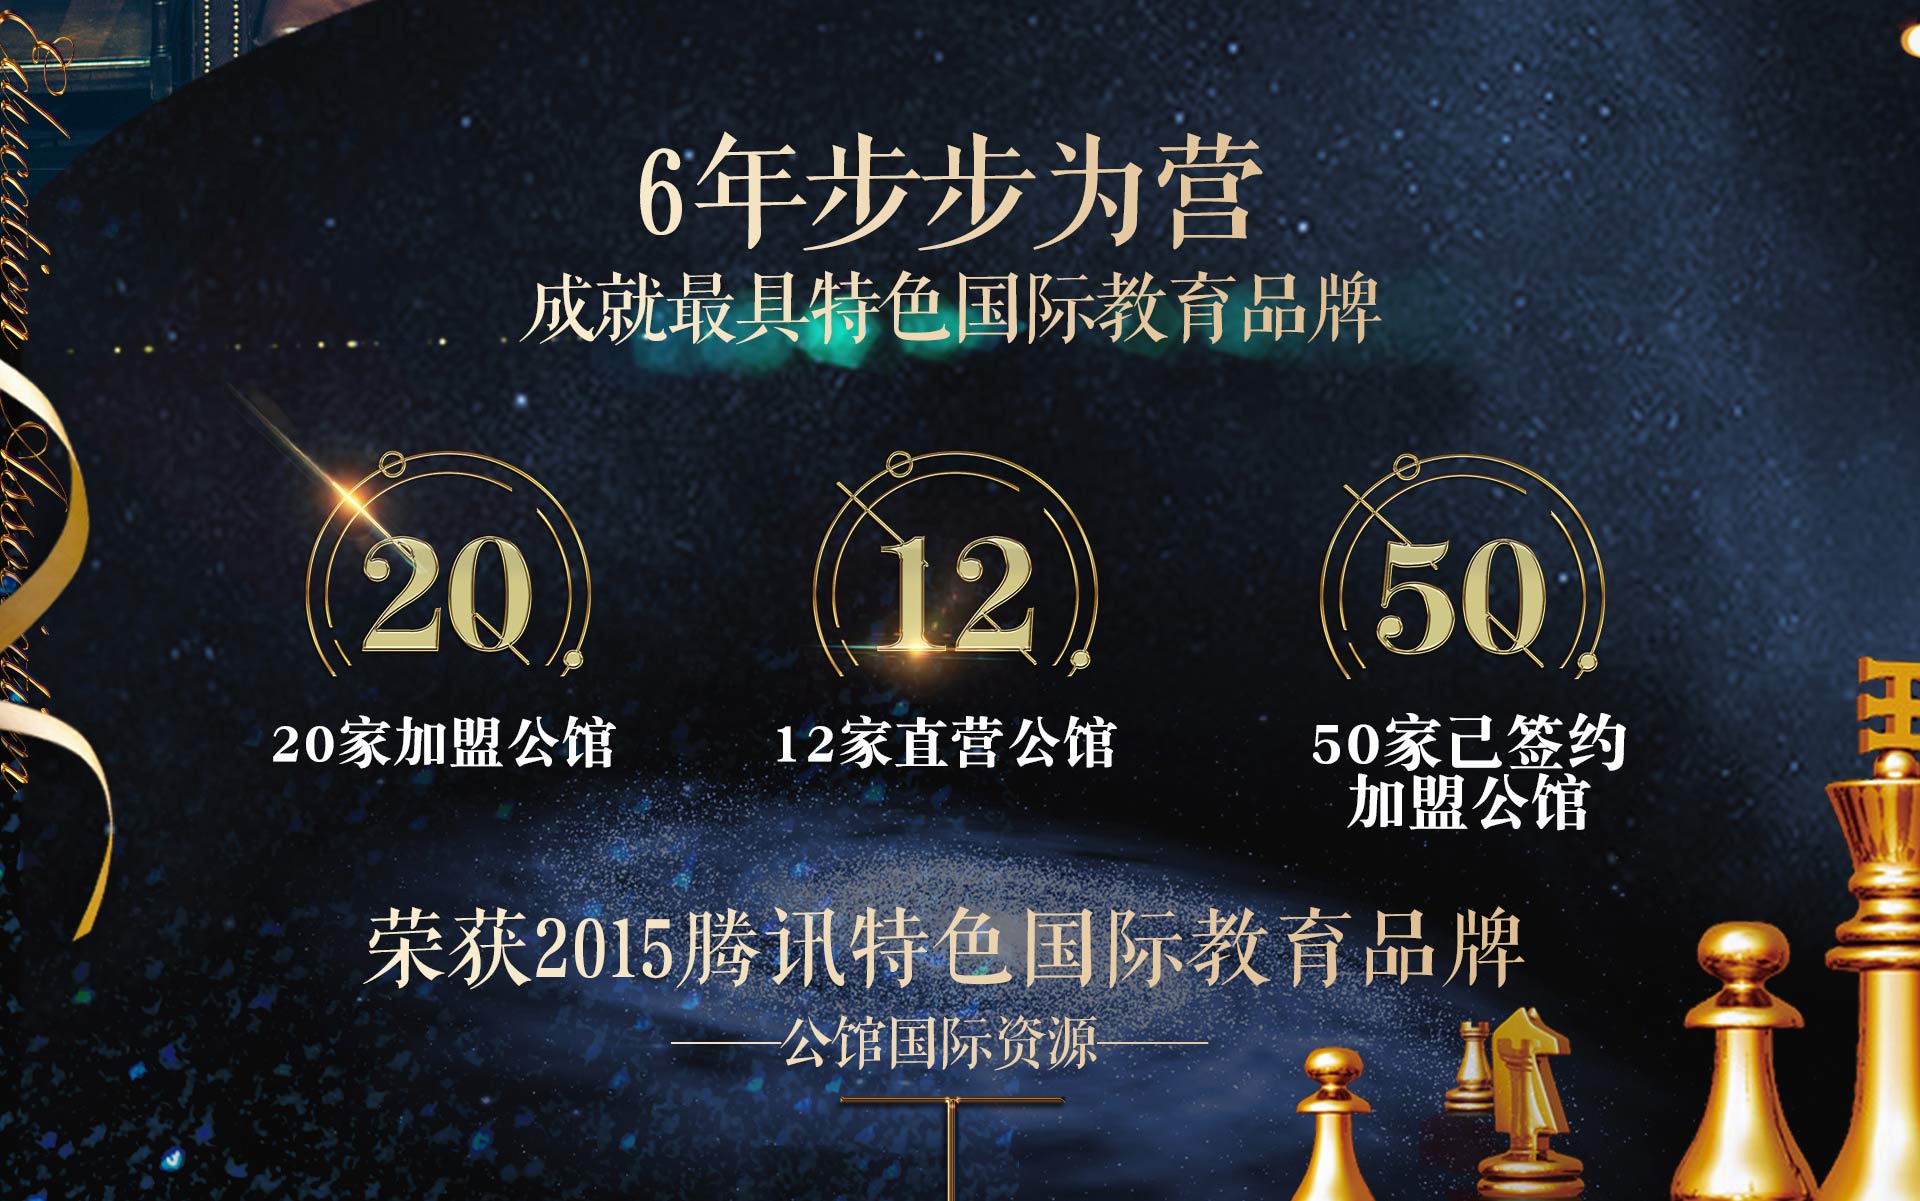 6年步步为营
成就最具特色国际教育品牌
20
12
50
20家加盟公馆
12家直营公馆
50家己签约
加盟公馆
荣获2015腾讯特色国际教育品牌
公馆国际资源
Education